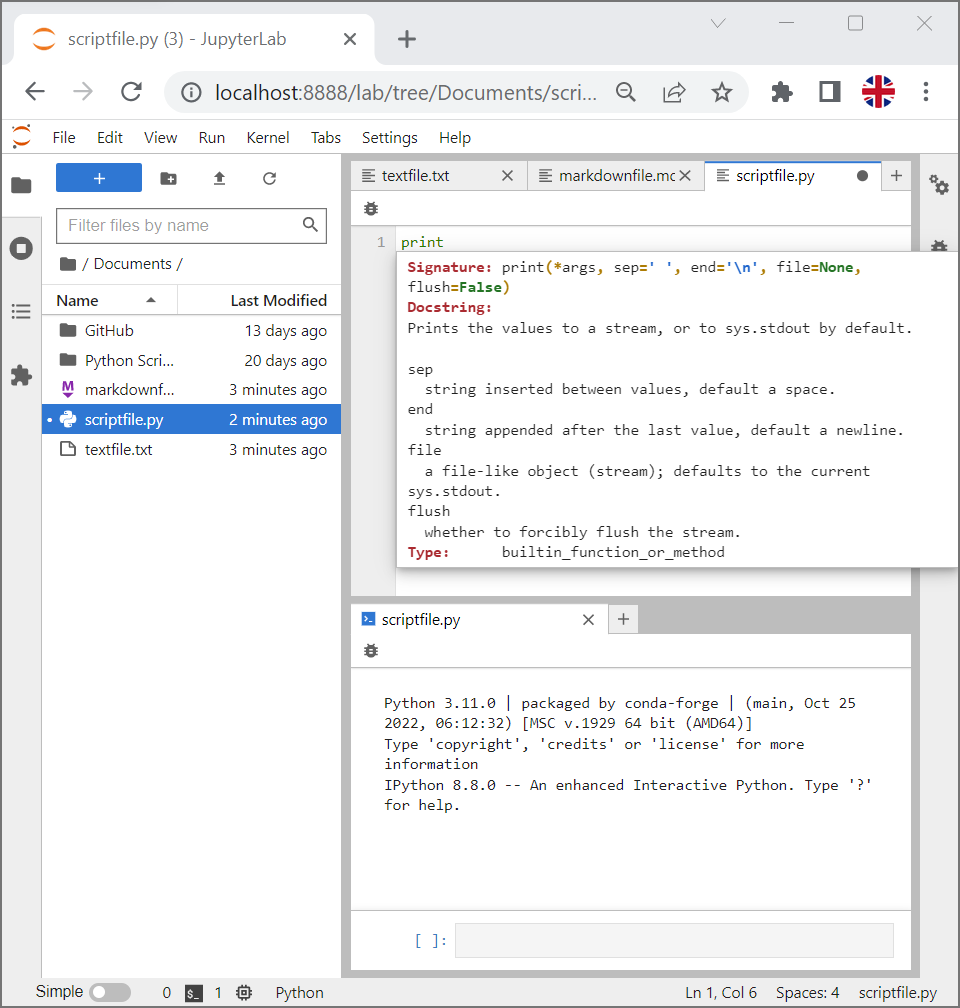 scriptfile.py (3) - JupyterLab
localhost:8888/lab/tree/Documents/scri...
File Edit View Run Kernel Tabs Settings Help
textfile.txt markdownfile.mc scriptfile.py
Filter files by name
/ Documents /
Name Last Modified
GitHub 13 days ago
Python Scri... 20 days ago
markdownf... 3 minutes ago
scriptfile.py 2 minutes ago
textfile.txt 3 minutes ago
1 print
Signature: print(*args, sep=' ', end='\n', file=None,
flush=False)
Docstring:
Prints the values to a stream, or to sys.stdout by default.
sep
string inserted between values, default a space.
end
string appended after the last value, default a newline.
file
a file-like object (stream); defaults to the current
sys.stdout.
flush
whether to forcibly flush the stream.
Type: builtin_function_or_method
scriptfile.py
Python 3.11.0 | packaged by conda-forge | (main, Oct 25
2022, 06:12:32) [MSC v.1929 64 bit (AMD64)]
Type 'copyright', 'credits' or 'license' for more
information
IPython 8.8.0 -- An enhanced Interactive Python. Type '?'
for help.
[ ]:
Simple 0 $_ 1 Python Ln 1, Col 6 Spaces: 4 scriptfile.py